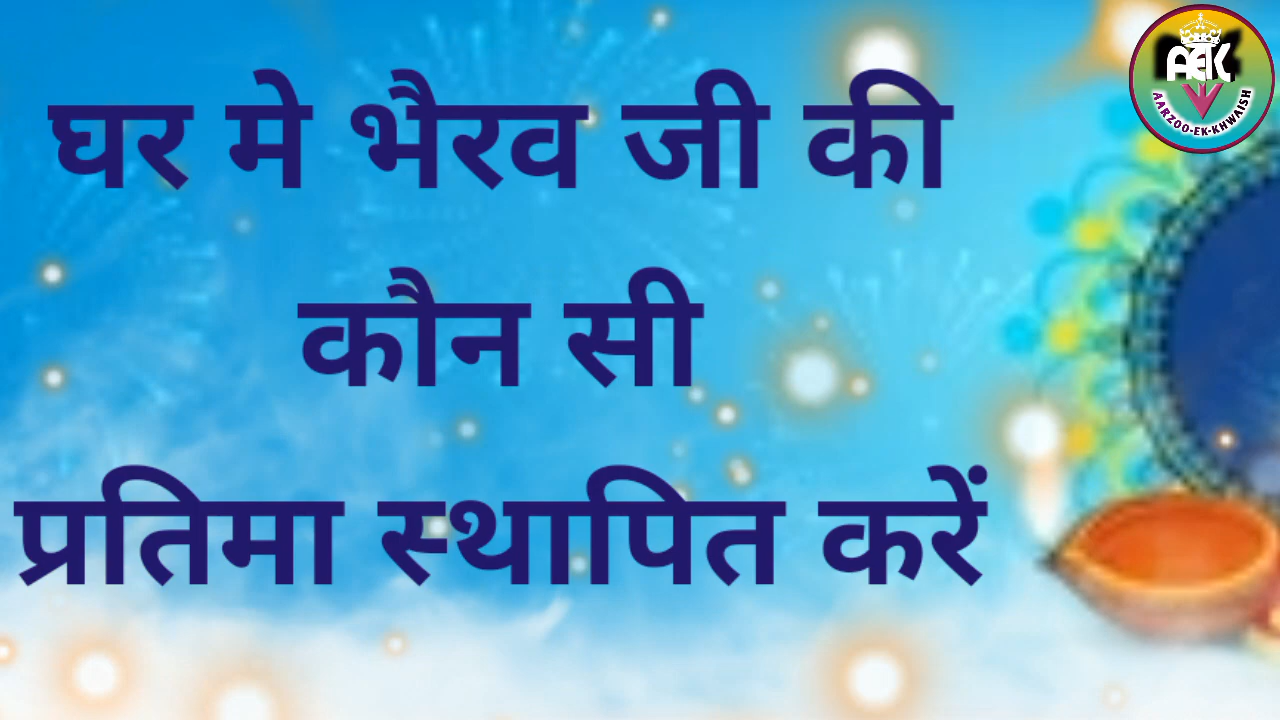 घर मे भैरव जी की
कौन सी
प्रतिमा स्थापित करें
AEK
AARZOO-EK-KHWAISH